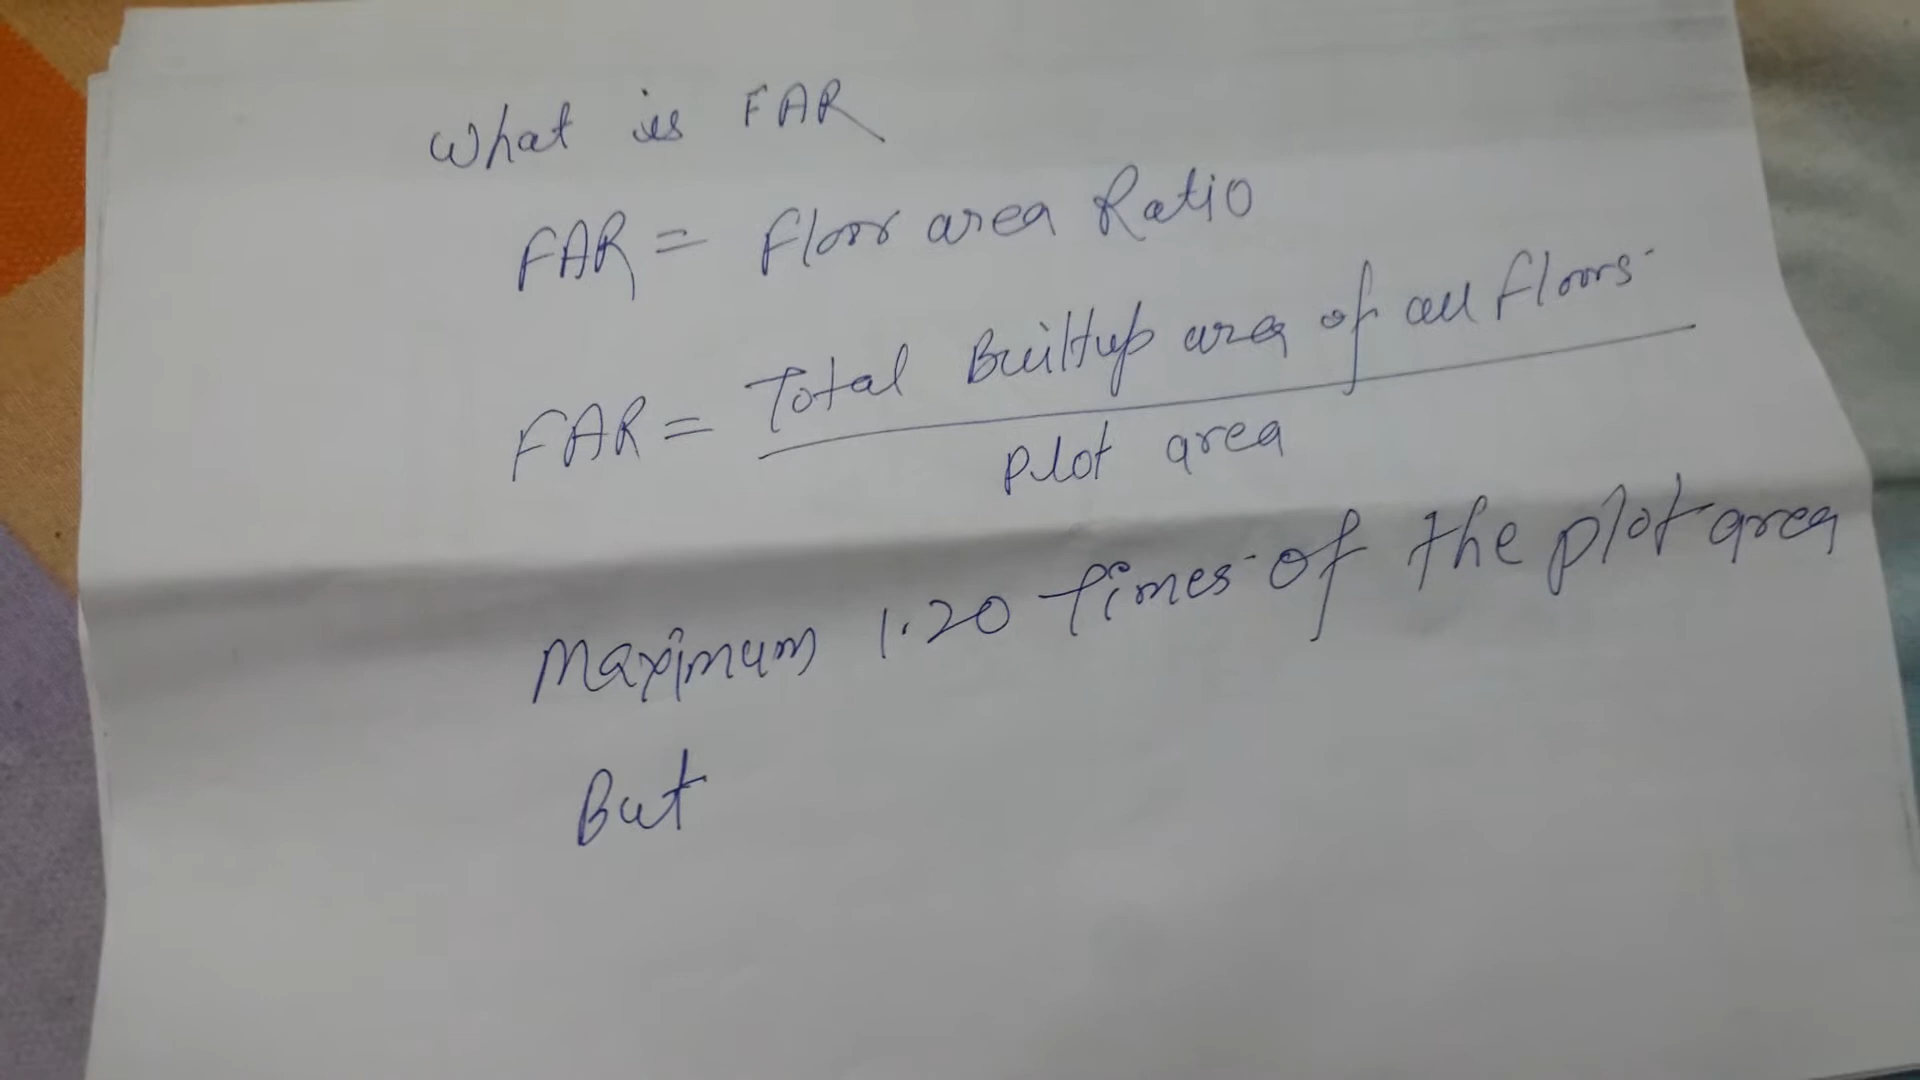 What is FAR
FAR = Floor area Ratio
FAR = Total Builtup area of all floors
Plot area
Maximum 1.20 times of the plot area
But